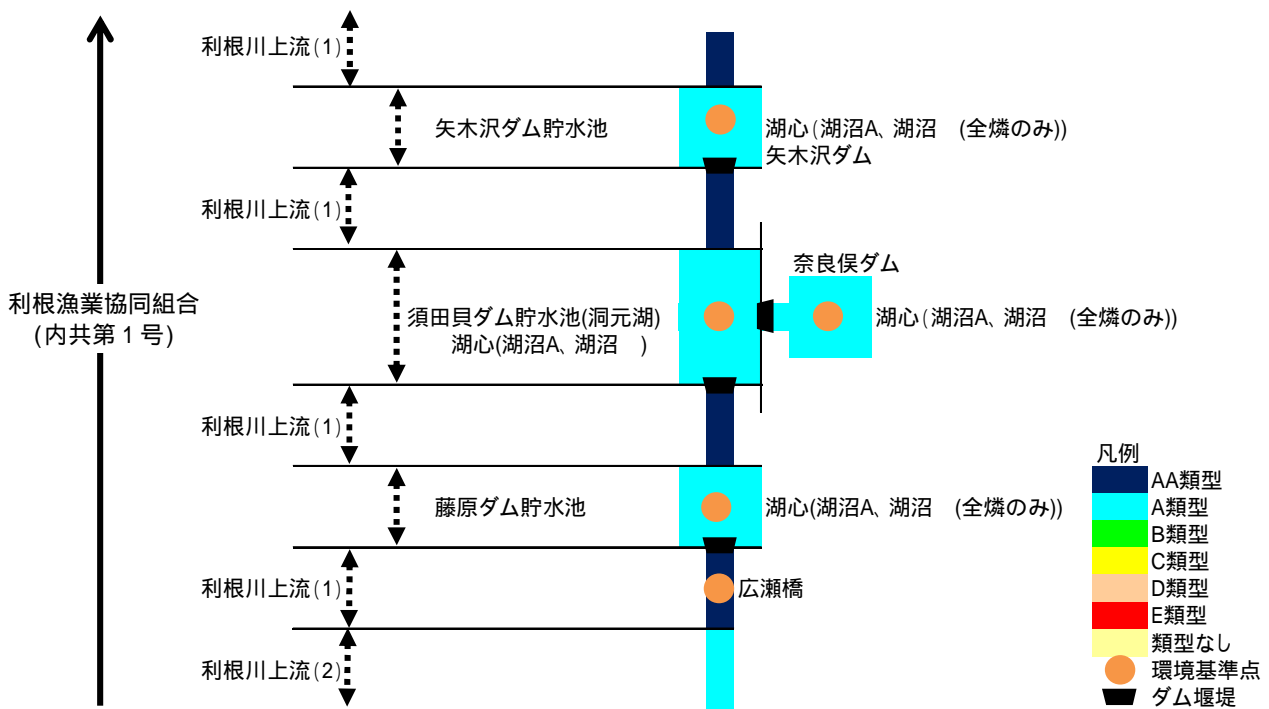 利根川上流(1)
矢木沢ダム貯水池
湖心(湖沼A、湖沼　(全燐のみ))
矢木沢ダム
利根川上流(1)
奈良俣ダム
利根漁業協同組合
(内共第１号)
須田貝ダム貯水池(洞元湖)
湖心(湖沼A、湖沼　)
湖心(湖沼A、湖沼　(全燐のみ))
利根川上流(1)
藤原ダム貯水池
湖心(湖沼A、湖沼　(全燐のみ))
利根川上流(1)
広瀬橋
利根川上流(2)
凡例
AA類型
A類型
B類型
C類型
D類型
E類型
類型なし
環境基準点
ダム堰堤